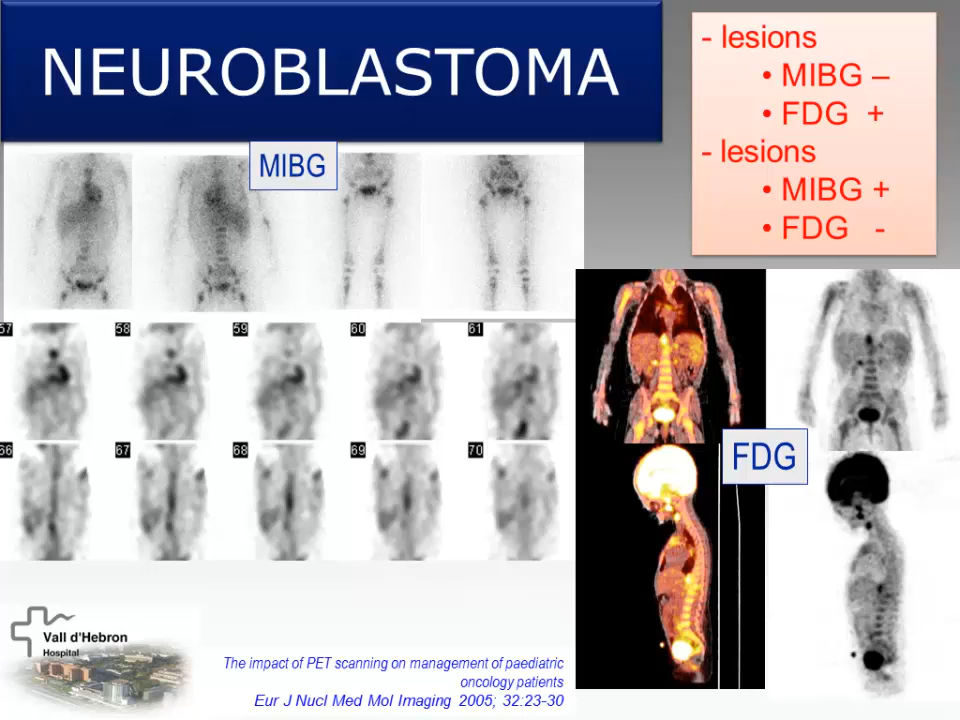 NEUROBLASTOMA
- lesions
• MIBG –
• FDG +
- lesions
• MIBG +
• FDG -
MIBG
57 58 59 60 61
66 67 68 69 70
FDG
Vall d'Hebron
Hospital
The impact of PET scanning on management of paediatric
oncology patients
Eur J Nucl Med Mol Imaging 2005; 32:23-30